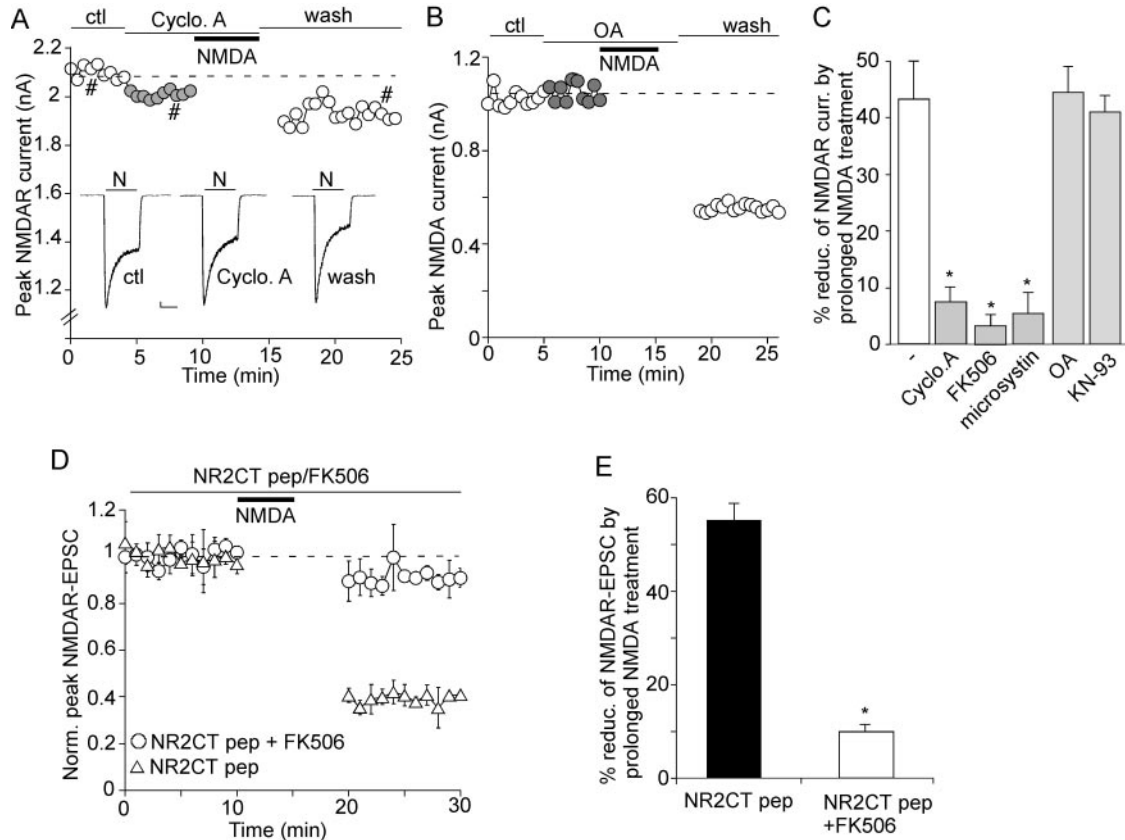 A
ctl Cyclo. A wash
NMDA
Peak NMDAR current (nA)
2.2
2.0
1.8
1.6
1.4
1.2
# # #
N N N
ctl Cyclo. A wash
0 5 10 15 20 25
Time (min)
B
ctl OA wash
NMDA
Peak NMDA current (nA)
1.2
0.9
0.6
0
0 5 10 15 20 25
Time (min)
C
% reduc. of NMDAR curr. by
prolonged NMDA treatment
50
40
30
20
10
0
* * *
-
Cyclo.A
FK506
microsystin
OA
KN-93
D
NR2CT pep/FK506
NMDA
Norm. peak NMDAR-EPSC
1.2
1
0.8
0.6
0.4
0.2
0
NR2CT pep + FK506
NR2CT pep
0 10 20 30
Time (min)
E
% reduc. of NMDAR-EPSC by
prolonged NMDA treatment
60
40
20
0
*
NR2CT pep
NR2CT pep
+FK506